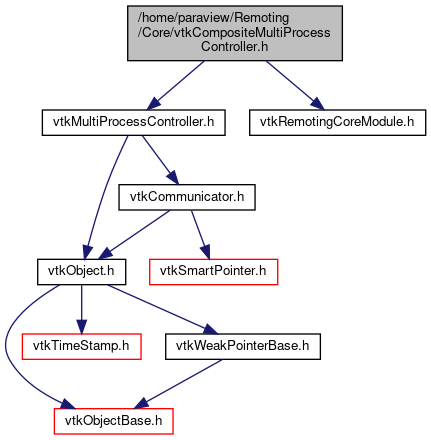 /home/paraview/Remoting
/Core/vtkCompositeMultiProcess
Controller.h
vtkMultiProcessController.h
vtkRemotingCoreModule.h
vtkCommunicator.h
vtkObject.h
vtkSmartPointer.h
vtkTimeStamp.h
vtkWeakPointerBase.h
vtkObjectBase.h